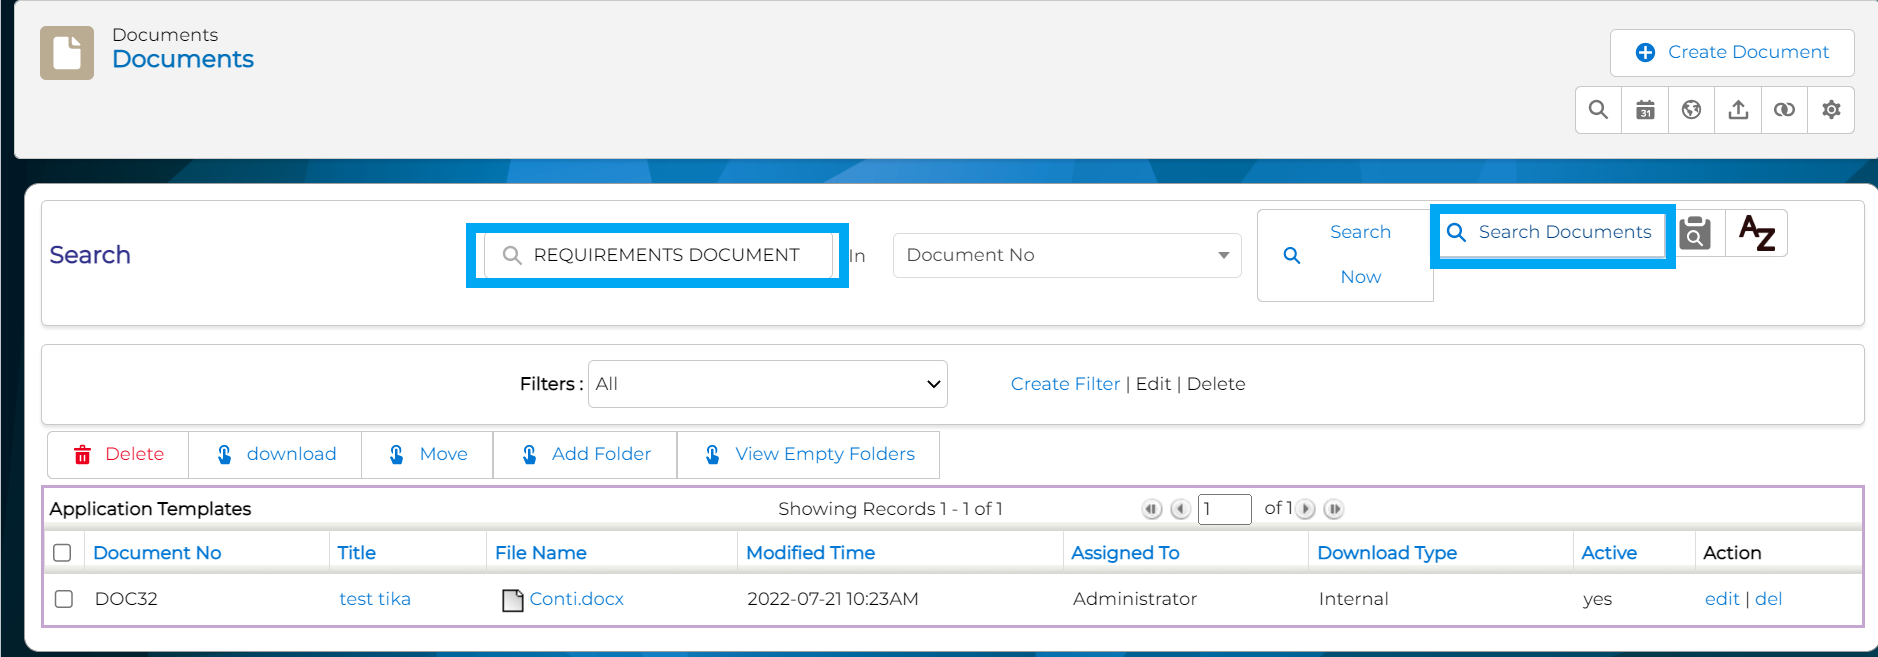 Documents
Documents
Create Document
31
Search
REQUIREMENTS DOCUMENT
In
Document No
Search
Now
Search Documents
AZ
Filters :
All
Create Filter | Edit | Delete
Delete
download
Move
Add Folder
View Empty Folders
Application Templates
Showing Records 1 - 1 of 1
1
of 1
Document No
Title
File Name
Modified Time
Assigned To
Download Type
Active
Action
DOC32
test tika
Conti.docx
2022-07-21 10:23AM
Administrator
Internal
yes
edit | del